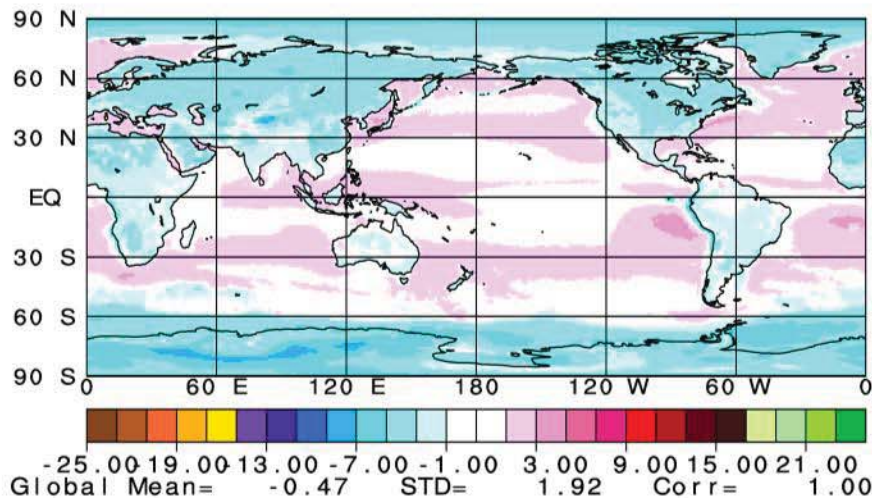 90 N
60 N
30 N
EQ
30 S
60 S
90 S
0 60 E 120 E 180 120 W 60 W 0
-25.00 -19.00 -13.00 -7.00 -1.00 3.00 9.00 15.00 21.00
Global Mean= -0.47 STD= 1.92 Corr= 1.00